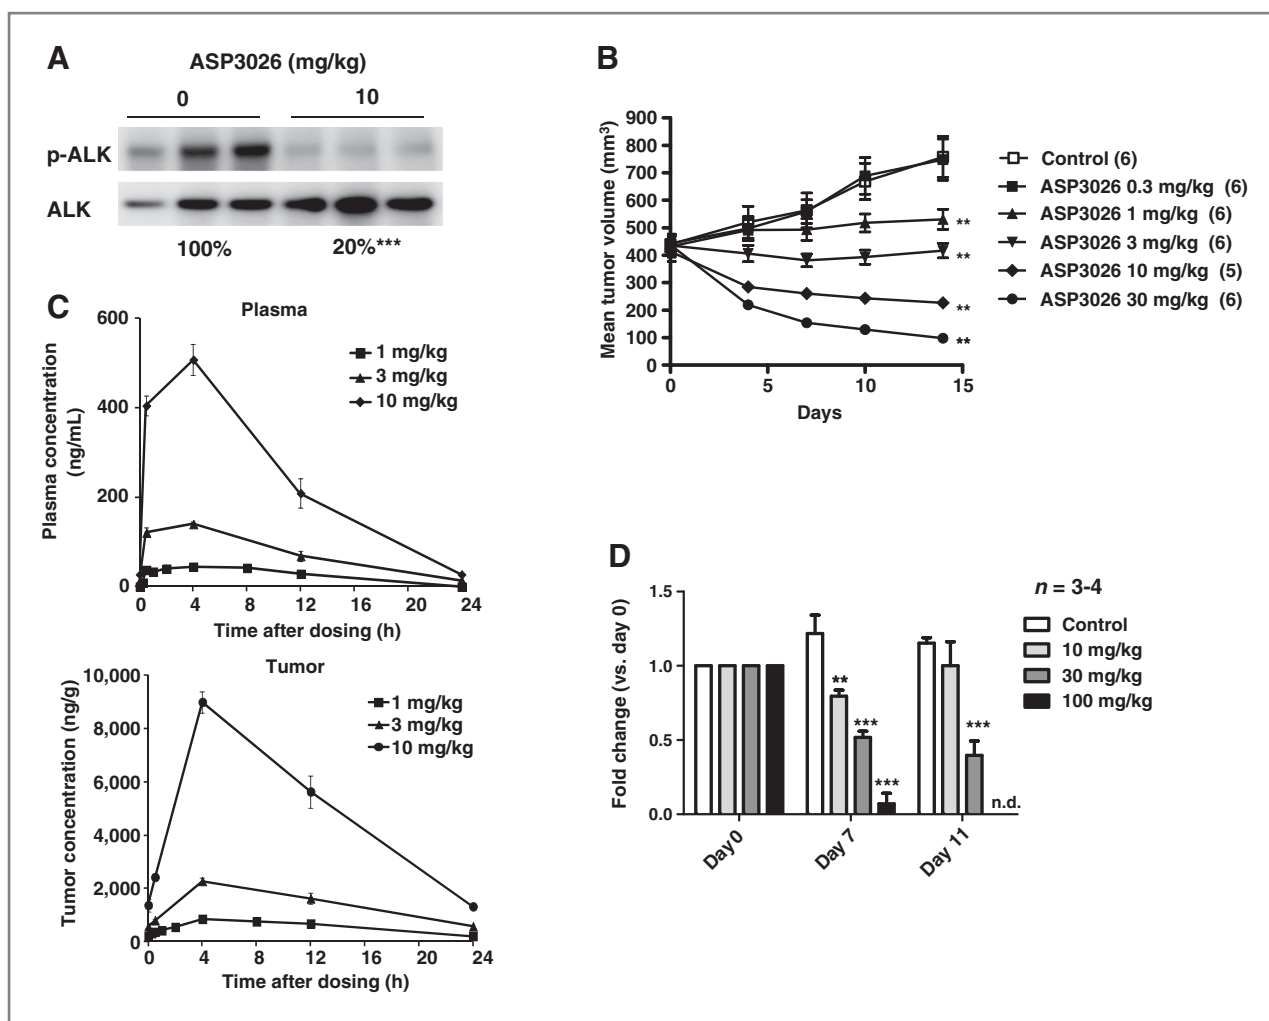 A
ASP3026 (mg/kg)
0 10
p-ALK
ALK
100% 20%***
B
Mean tumor volume (mm³)
900
800
700
600
500
400
300
200
100
0
0 5 10 15
Days
**
**
**
**
Control (6)
ASP3026 0.3 mg/kg (6)
ASP3026 1 mg/kg (6)
ASP3026 3 mg/kg (6)
ASP3026 10 mg/kg (5)
ASP3026 30 mg/kg (6)
C
Plasma
Plasma concentration
(ng/mL)
600
400
200
0
0 4 8 12 16 20 24
Time after dosing (h)
1 mg/kg
3 mg/kg
10 mg/kg
Tumor
Tumor concentration (ng/g)
10,000
8,000
6,000
4,000
2,000
0
0 4 8 12 16 20 24
Time after dosing (h)
1 mg/kg
3 mg/kg
10 mg/kg
D
Fold change (vs. day 0)
1.5
1.0
0.5
0.0
**
***
***
***
n.d.
Day 0
Day 7
Day 11
n = 3-4
Control
10 mg/kg
30 mg/kg
100 mg/kg